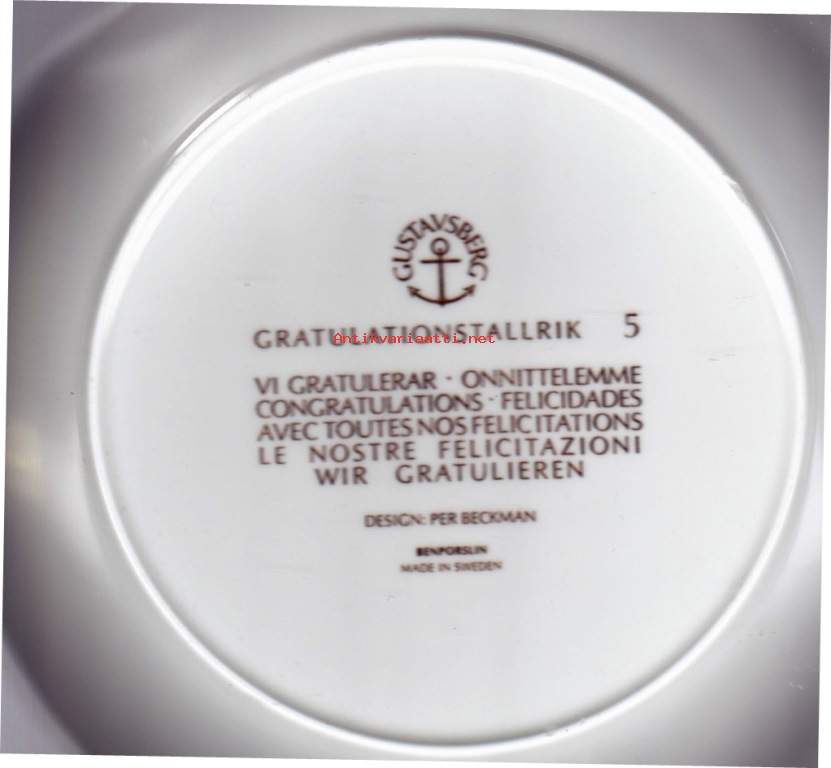 GUSTAVSBERG
GRATULATIONSTALLRIK 5
Antikvariaatti.net
VI GRATULERAR · ONNITTELEMME
CONGRATULATIONS · FELICIDADES
AVEC TOUTES NOS FELICITATIONS
LE NOSTRE FELICITAZIONI
WIR GRATULIEREN
DESIGN: PER BECKMAN
BENPORSLIN
MADE IN SWEDEN